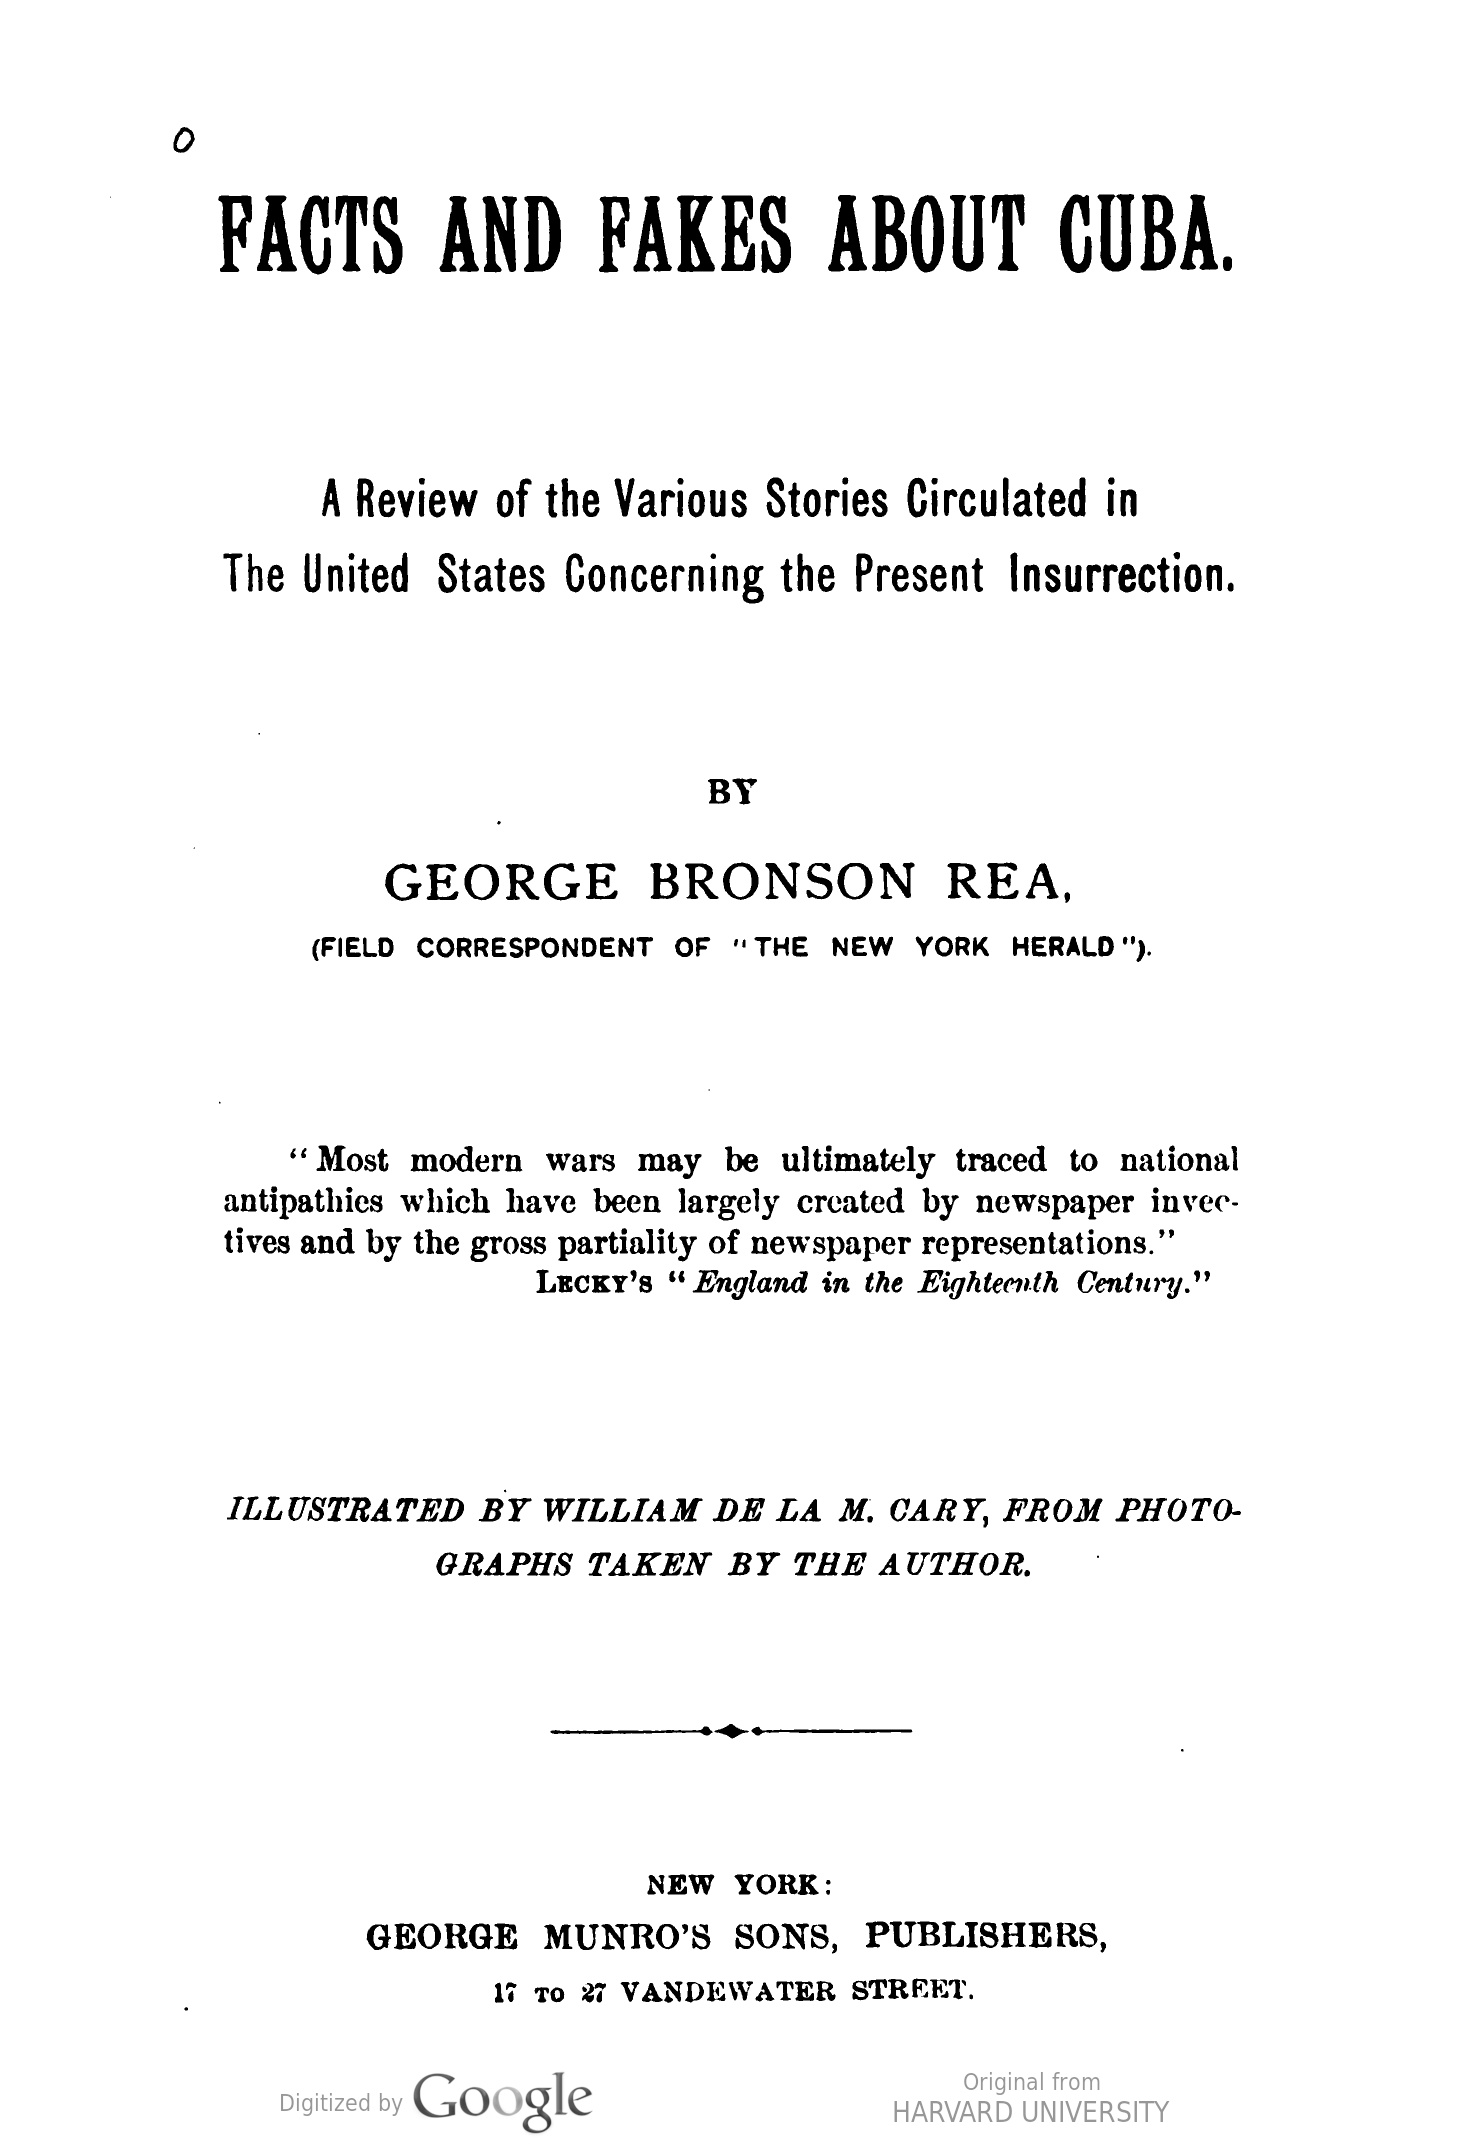 O
FACTS AND FAKES ABOUT CUBA.
A Review of the Various Stories Circulated in
The United States Concerning the Present Insurrection.
BY
GEORGE BRONSON REA,
(FIELD CORRESPONDENT OF "THE NEW YORK HERALD").
"Most modern wars may be ultimately traced to national
antipathies which have been largely created by newspaper invec-
tives and by the gross partiality of newspaper representations."
LECKY'S "England in the Eighteenth Century."
ILLUSTRATED BY WILLIAM DE LA M. CARY, FROM PHOTO-
GRAPHS TAKEN BY THE AUTHOR.
NEW YORK:
GEORGE MUNRO'S SONS, PUBLISHERS,
17 TO 27 VANDEWATER STREET.
Digitized by Google
Original from
HARVARD UNIVERSITY